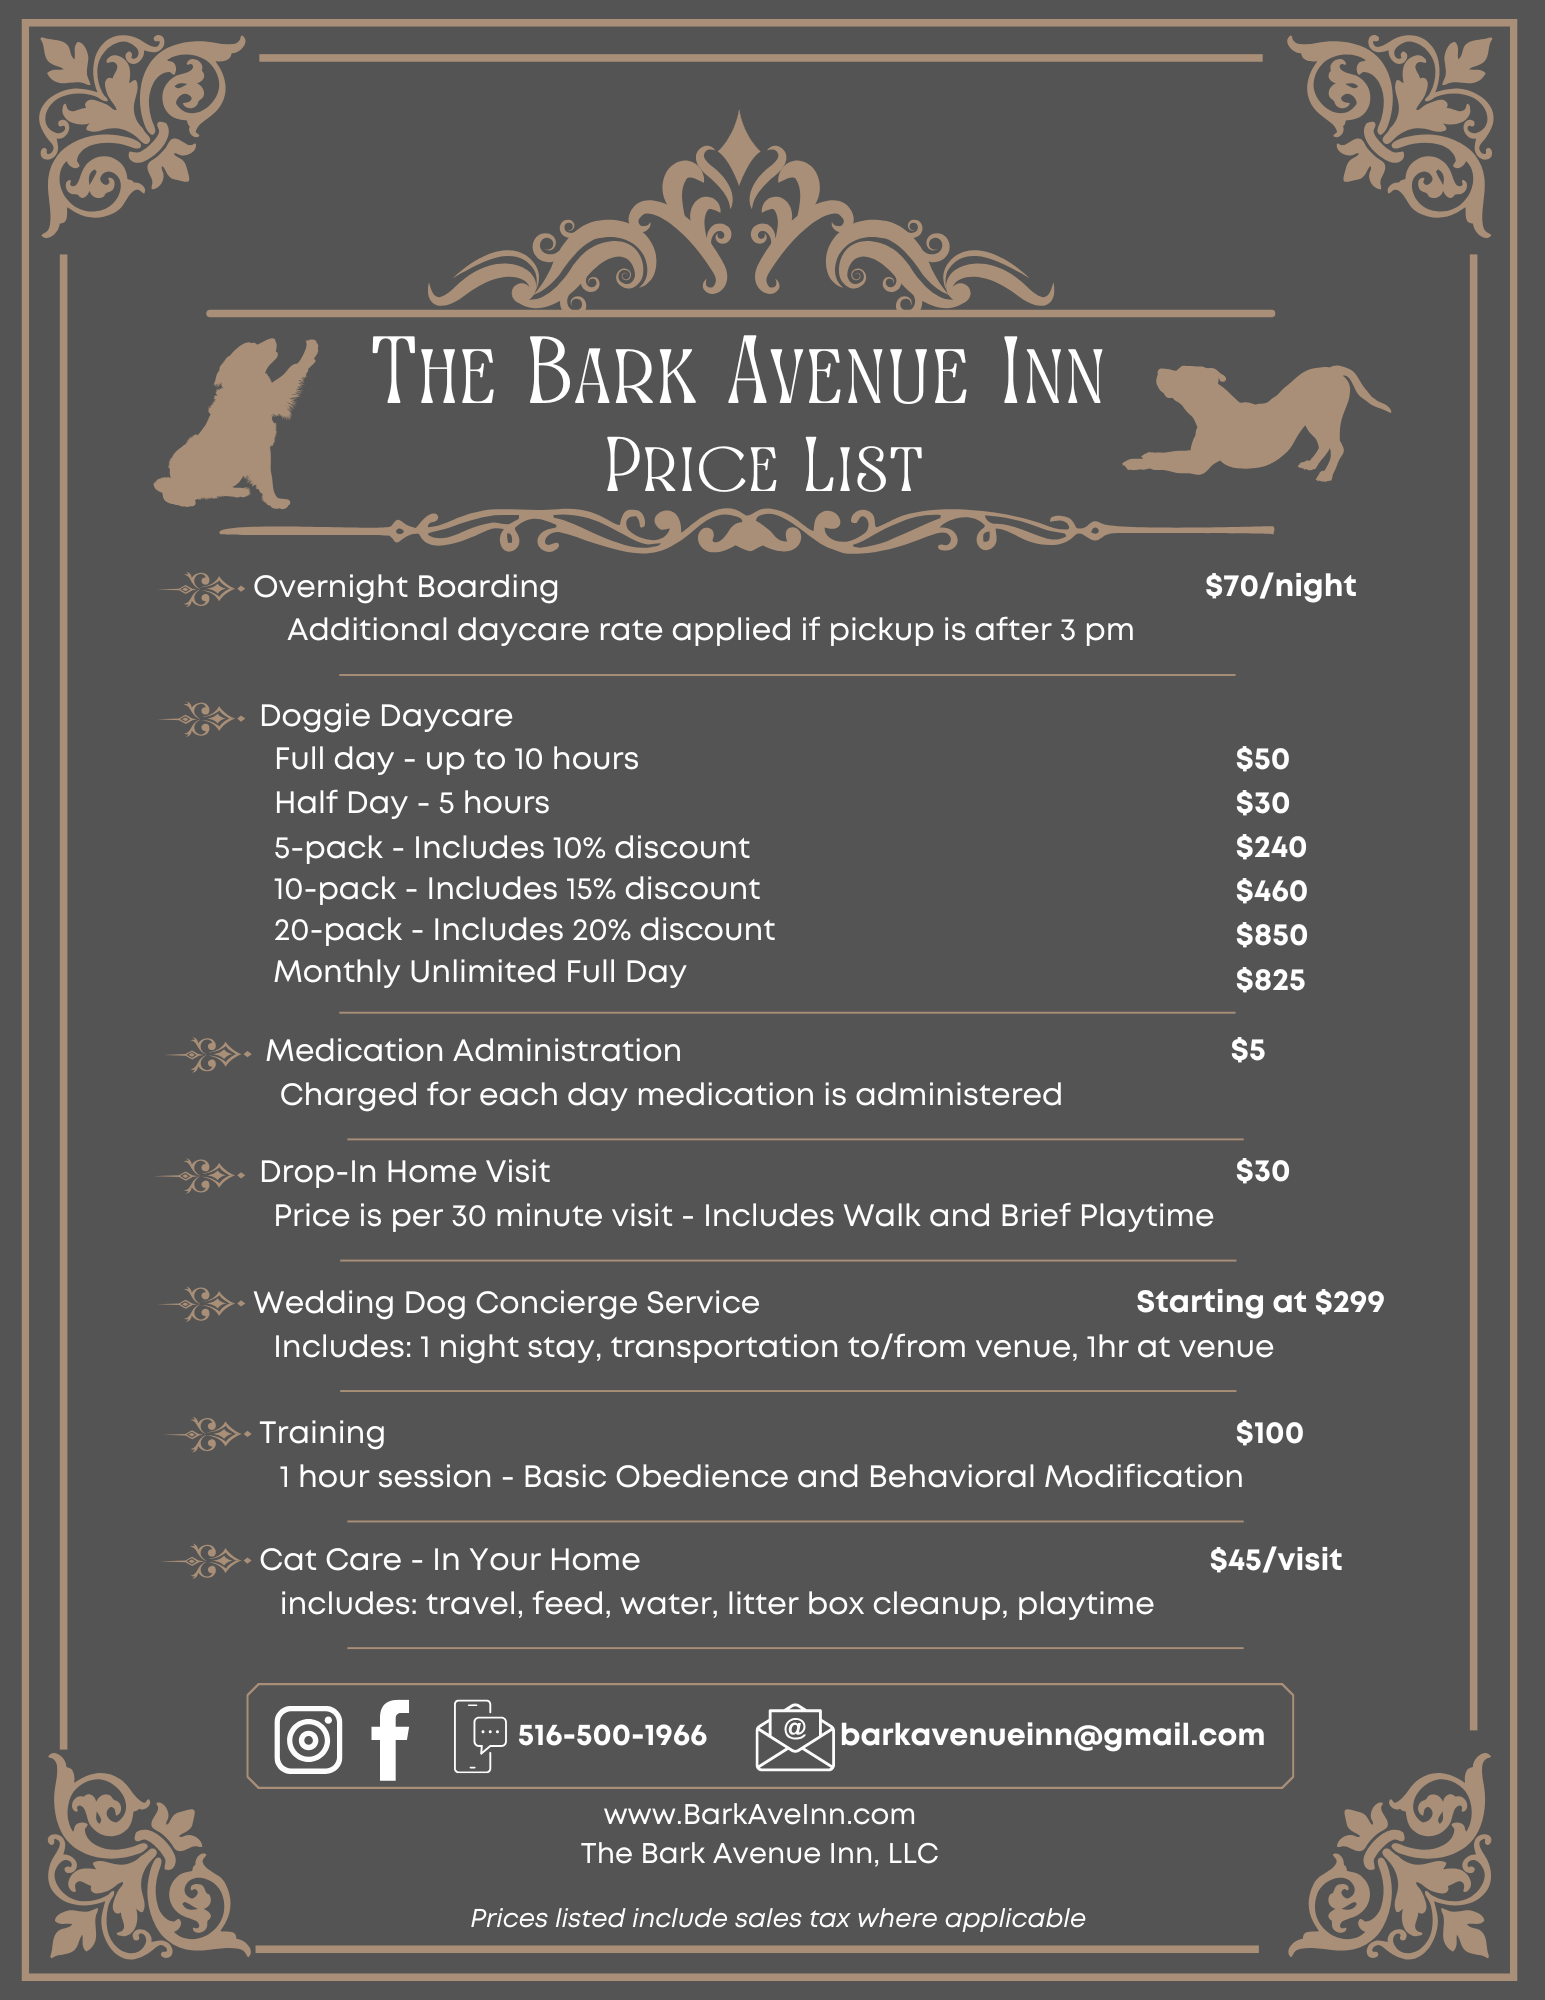 The Bark Avenue Inn
Price List
Overnight Boarding $70/night
Additional daycare rate applied if pickup is after 3 pm
Doggie Daycare
Full day - up to 10 hours $50
Half Day - 5 hours $30
5-pack - Includes 10% discount $240
10-pack - Includes 15% discount $460
20-pack - Includes 20% discount $850
Monthly Unlimited Full Day $825
Medication Administration $5
Charged for each day medication is administered
Drop-In Home Visit $30
Price is per 30 minute visit - Includes Walk and Brief Playtime
Wedding Dog Concierge Service Starting at $299
Includes: 1 night stay, transportation to/from venue, 1hr at venue
Training $100
1 hour session - Basic Obedience and Behavioral Modification
Cat Care - In Your Home $45/visit
includes: travel, feed, water, litter box cleanup, playtime
516-500-1966 @ barkavenueinn@gmail.com
www.BarkAveInn.com
The Bark Avenue Inn, LLC
Prices listed include sales tax where applicable